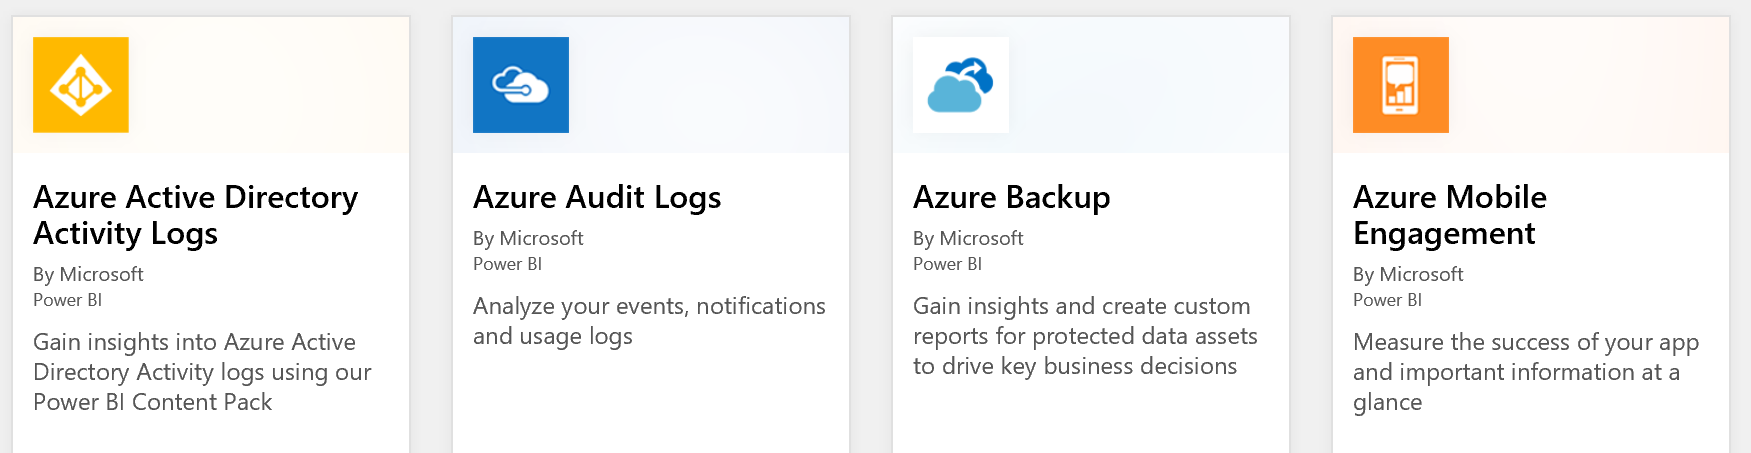 Azure Active Directory
Activity Logs
By Microsoft
Power BI
Gain insights into Azure Active
Directory Activity logs using our
Power BI Content Pack
Azure Audit Logs
By Microsoft
Power BI
Analyze your events, notifications
and usage logs
Azure Backup
By Microsoft
Power BI
Gain insights and create custom
reports for protected data assets
to drive key business decisions
Azure Mobile
Engagement
By Microsoft
Power BI
Measure the success of your app
and important information at a
glance